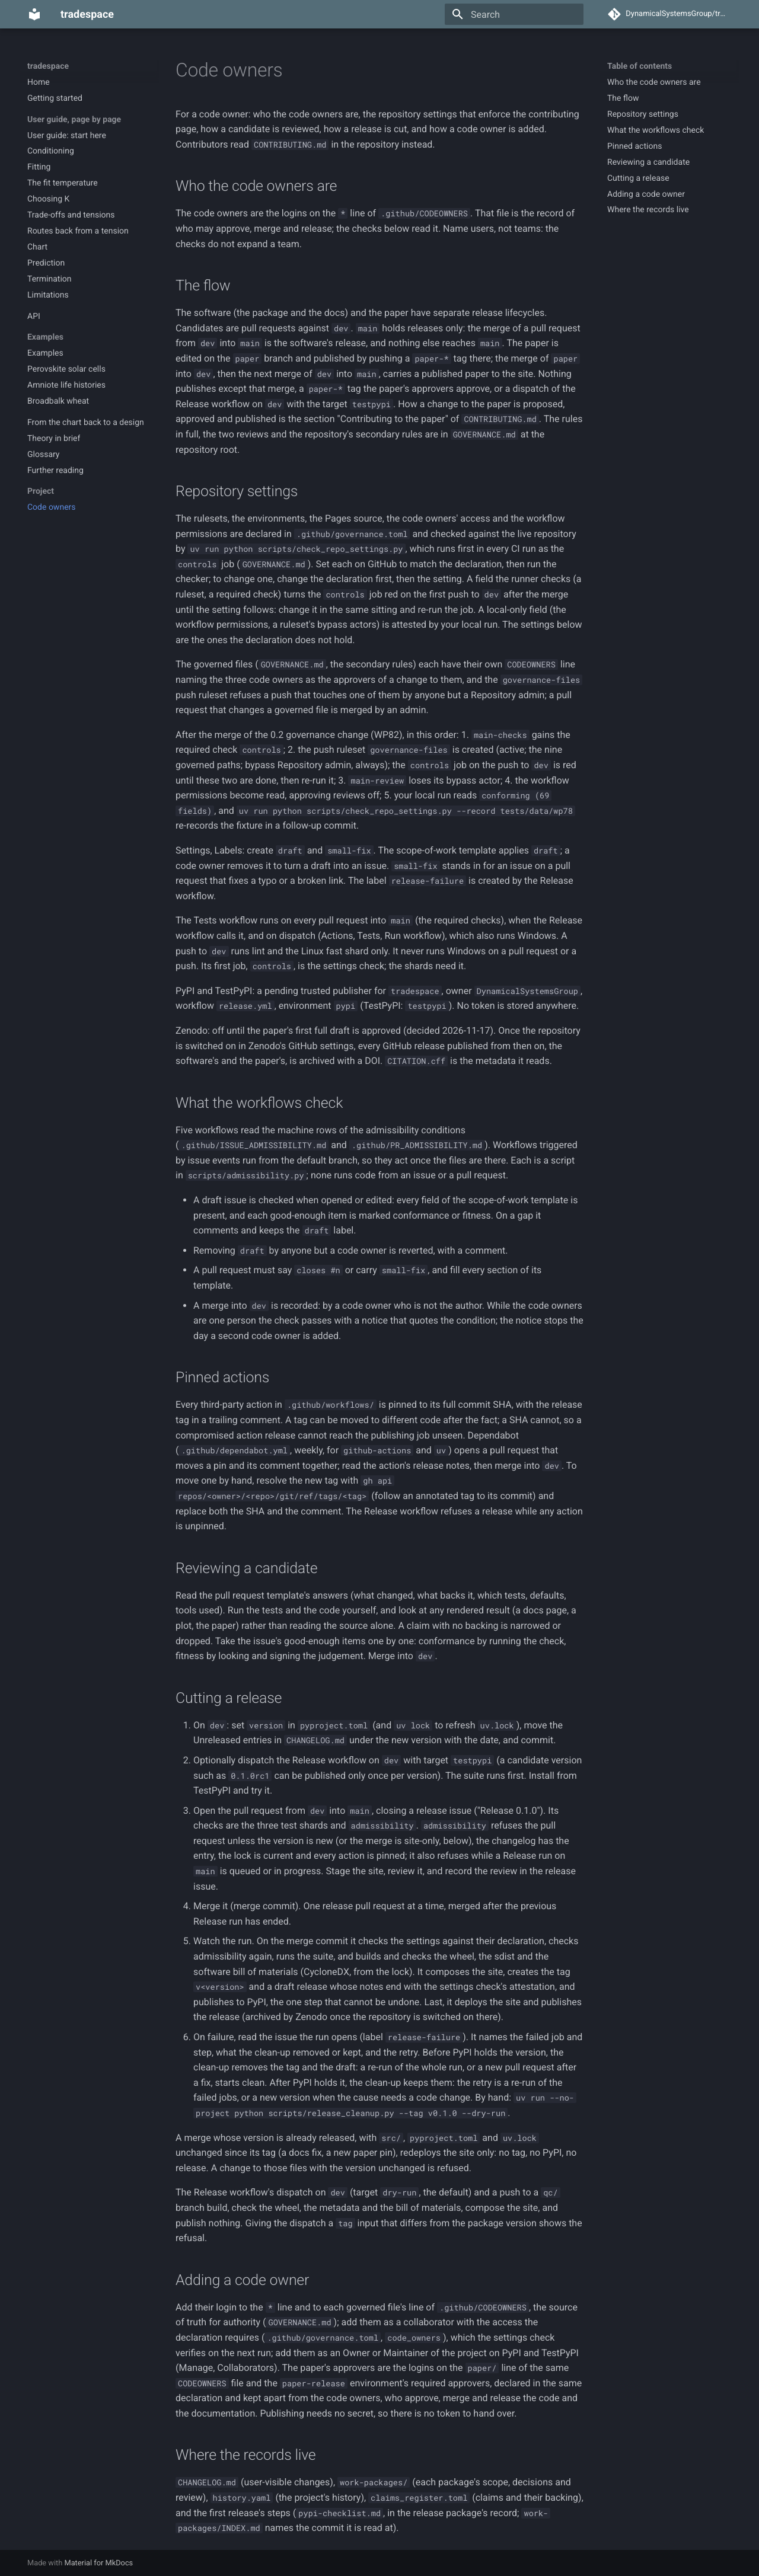 tradespace
Search
DynamicalSystemsGroup/tr...
tradespace
Home
Getting started
User guide, page by page
User guide: start here
Conditioning
Fitting
The fit temperature
Choosing K
Trade-offs and tensions
Routes back from a tension
Chart
Prediction
Termination
Limitations
API
Examples
Examples
Perovskite solar cells
Amniote life histories
Broadbalk wheat
From the chart back to a design
Theory in brief
Glossary
Further reading
Project
Code owners
Code owners
For a code owner: who the code owners are, the repository settings that enforce the contributing
page, how a candidate is reviewed, how a release is cut, and how a code owner is added.
Contributors read CONTRIBUTING.md in the repository instead.
Who the code owners are
The code owners are the logins on the * line of .github/CODEOWNERS. That file is the record of
who may approve, merge and release; the checks below read it. Name users, not teams: the
checks do not expand a team.
The flow
The software (the package and the docs) and the paper have separate release lifecycles.
Candidates are pull requests against dev. main holds releases only: the merge of a pull request
from dev into main is the software's release, and nothing else reaches main. The paper is
edited on the paper branch and published by pushing a paper-* tag there; the merge of paper
into dev, then the next merge of dev into main, carries a published paper to the site. Nothing
publishes except that merge, a paper-* tag the paper's approvers approve, or a dispatch of the
Release workflow on dev with the target testpypi. How a change to the paper is proposed,
approved and published is the section "Contributing to the paper" of CONTRIBUTING.md. The rules
in full, the two reviews and the repository's secondary rules are in GOVERNANCE.md at the
repository root.
Repository settings
The rulesets, the environments, the Pages source, the code owners' access and the workflow
permissions are declared in .github/governance.toml and checked against the live repository
by uv run python scripts/check_repo_settings.py, which runs first in every CI run as the
controls job (GOVERNANCE.md). Set each on GitHub to match the declaration, then run the
checker; to change one, change the declaration first, then the setting. A field the runner checks (a
ruleset, a required check) turns the controls job red on the first push to dev after the merge
until the setting follows: change it in the same sitting and re-run the job. A local-only field (the
workflow permissions, a ruleset's bypass actors) is attested by your local run. The settings below
are the ones the declaration does not hold.
The governed files (GOVERNANCE.md, the secondary rules) each have their own CODEOWNERS line
naming the three code owners as the approvers of a change to them, and the governance-files
push ruleset refuses a push that touches one of them by anyone but a Repository admin; a pull
request that changes a governed file is merged by an admin.
After the merge of the 0.2 governance change (WP82), in this order: 1. main-checks gains the
required check controls; 2. the push ruleset governance-files is created (active; the nine
governed paths; bypass Repository admin, always); the controls job on the push to dev is red
until these two are done, then re-run it; 3. main-review loses its bypass actor; 4. the workflow
permissions become read, approving reviews off; 5. your local run reads conforming (69
fields), and uv run python scripts/check_repo_settings.py --record tests/data/wp78
re-records the fixture in a follow-up commit.
Settings, Labels: create draft and small-fix. The scope-of-work template applies draft; a
code owner removes it to turn a draft into an issue. small-fix stands in for an issue on a pull
request that fixes a typo or a broken link. The label release-failure is created by the Release
workflow.
The Tests workflow runs on every pull request into main (the required checks), when the Release
workflow calls it, and on dispatch (Actions, Tests, Run workflow), which also runs Windows. A
push to dev runs lint and the Linux fast shard only. It never runs Windows on a pull request or a
push. Its first job, controls, is the settings check; the shards need it.
PyPI and TestPyPI: a pending trusted publisher for tradespace, owner DynamicalSystemsGroup,
workflow release.yml, environment pypi (TestPyPI: testpypi). No token is stored anywhere.
Zenodo: off until the paper's first full draft is approved (decided 2026-11-17). Once the repository
is switched on in Zenodo's GitHub settings, every GitHub release published from then on, the
software's and the paper's, is archived with a DOI. CITATION.cff is the metadata it reads.
What the workflows check
Five workflows read the machine rows of the admissibility conditions
(.github/ISSUE_ADMISSIBILITY.md and .github/PR_ADMISSIBILITY.md). Workflows triggered
by issue events run from the default branch, so they act once the files are there. Each is a script
in scripts/admissibility.py; none runs code from an issue or a pull request.
• A draft issue is checked when opened or edited: every field of the scope-of-work template is
present, and each good-enough item is marked conformance or fitness. On a gap it
comments and keeps the draft label.
• Removing draft by anyone but a code owner is reverted, with a comment.
• A pull request must say closes #n or carry small-fix, and fill every section of its
template.
• A merge into dev is recorded: by a code owner who is not the author. While the code owners
are one person the check passes with a notice that quotes the condition; the notice stops the
day a second code owner is added.
Pinned actions
Every third-party action in .github/workflows/ is pinned to its full commit SHA, with the release
tag in a trailing comment. A tag can be moved to different code after the fact; a SHA cannot, so a
compromised action release cannot reach the publishing job unseen. Dependabot
(.github/dependabot.yml, weekly, for github-actions and uv) opens a pull request that
moves a pin and its comment together; read the action's release notes, then merge into dev. To
move one by hand, resolve the new tag with gh api
repos/<owner>/<repo>/git/ref/tags/<tag> (follow an annotated tag to its commit) and
replace both the SHA and the comment. The Release workflow refuses a release while any action
is unpinned.
Reviewing a candidate
Read the pull request template's answers (what changed, what backs it, which tests, defaults,
tools used). Run the tests and the code yourself, and look at any rendered result (a docs page, a
plot, the paper) rather than reading the source alone. A claim with no backing is narrowed or
dropped. Take the issue's good-enough items one by one: conformance by running the check,
fitness by looking and signing the judgement. Merge into dev.
Cutting a release
1. On dev: set version in pyproject.toml (and uv lock to refresh uv.lock), move the
Unreleased entries in CHANGELOG.md under the new version with the date, and commit.
2. Optionally dispatch the Release workflow on dev with target testpypi (a candidate version
such as 0.1.0rc1 can be published only once per version). The suite runs first. Install from
TestPyPI and try it.
3. Open the pull request from dev into main, closing a release issue ("Release 0.1.0"). Its
checks are the three test shards and admissibility. admissibility refuses the pull
request unless the version is new (or the merge is site-only, below), the changelog has the
entry, the lock is current and every action is pinned; it also refuses while a Release run on
main is queued or in progress. Stage the site, review it, and record the review in the release
issue.
4. Merge it (merge commit). One release pull request at a time, merged after the previous
Release run has ended.
5. Watch the run. On the merge commit it checks the settings against their declaration, checks
admissibility again, runs the suite, and builds and checks the wheel, the sdist and the
software bill of materials (CycloneDX, from the lock). It composes the site, creates the tag
v<version> and a draft release whose notes end with the settings check's attestation, and
publishes to PyPI, the one step that cannot be undone. Last, it deploys the site and publishes
the release (archived by Zenodo once the repository is switched on there).
6. On failure, read the issue the run opens (label release-failure). It names the failed job and
step, what the clean-up removed or kept, and the retry. Before PyPI holds the version, the
clean-up removes the tag and the draft: a re-run of the whole run, or a new pull request after
a fix, starts clean. After PyPI holds it, the clean-up keeps them: the retry is a re-run of the
failed jobs, or a new version when the cause needs a code change. By hand: uv run --no-
project python scripts/release_cleanup.py --tag v0.1.0 --dry-run.
A merge whose version is already released, with src/, pyproject.toml and uv.lock
unchanged since its tag (a docs fix, a new paper pin), redeploys the site only: no tag, no PyPI, no
release. A change to those files with the version unchanged is refused.
The Release workflow's dispatch on dev (target dry-run, the default) and a push to a qc/
branch build, check the wheel, the metadata and the bill of materials, compose the site, and
publish nothing. Giving the dispatch a tag input that differs from the package version shows the
refusal.
Adding a code owner
Add their login to the * line and to each governed file's line of .github/CODEOWNERS, the source
of truth for authority (GOVERNANCE.md); add them as a collaborator with the access the
declaration requires (.github/governance.toml, code_owners), which the settings check
verifies on the next run; add them as an Owner or Maintainer of the project on PyPI and TestPyPI
(Manage, Collaborators). The paper's approvers are the logins on the paper/ line of the same
CODEOWNERS file and the paper-release environment's required approvers, declared in the same
declaration and kept apart from the code owners, who approve, merge and release the code and
the documentation. Publishing needs no secret, so there is no token to hand over.
Where the records live
CHANGELOG.md (user-visible changes), work-packages/ (each package's scope, decisions and
review), history.yaml (the project's history), claims_register.toml (claims and their backing),
and the first release's steps (pypi-checklist.md, in the release package's record; work-
packages/INDEX.md names the commit it is read at).
Table of contents
Who the code owners are
The flow
Repository settings
What the workflows check
Pinned actions
Reviewing a candidate
Cutting a release
Adding a code owner
Where the records live
Made with Material for MkDocs